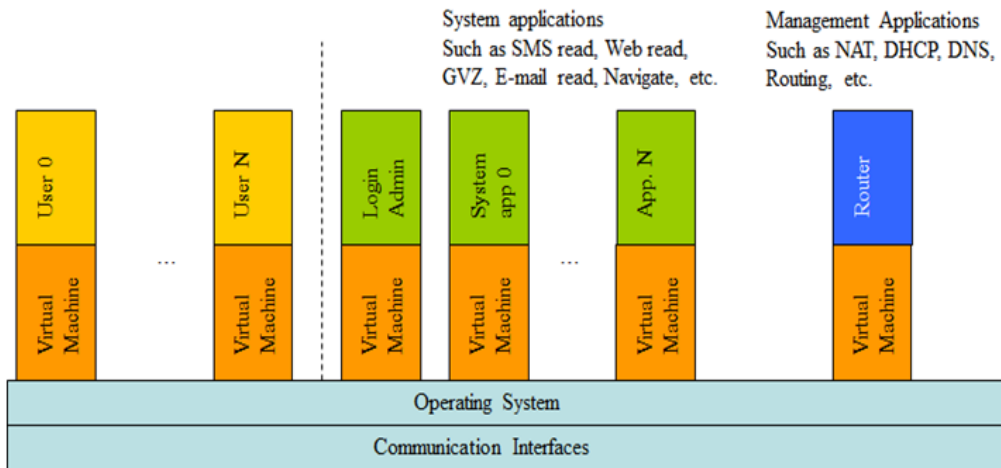 System applications
Such as SMS read, Web read,
GVZ, E-mail read, Navigate, etc.
Management Applications
Such as NAT, DHCP, DNS,
Routing, etc.
User 0
User N
Login
Admin
System
app 0
App. N
Router
...
...
Virtual
Machine
Virtual
Machine
Virtual
Machine
Virtual
Machine
Virtual
Machine
Virtual
Machine
Operating System
Communication Interfaces